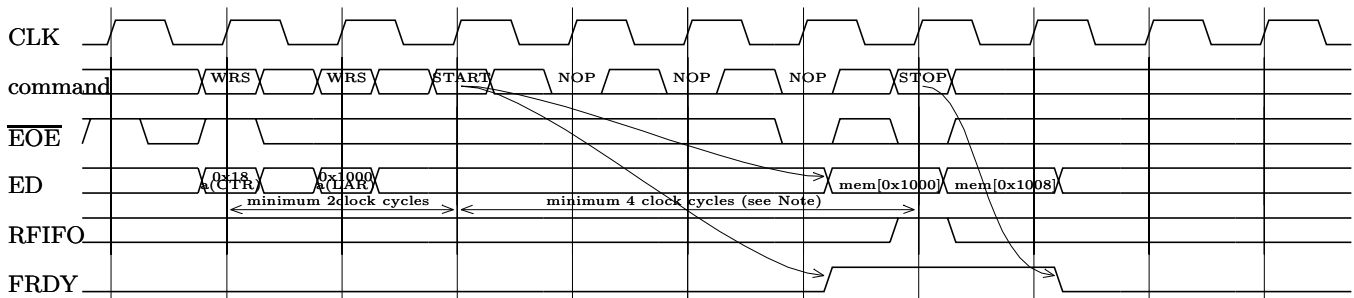 CLK
command WRS WRS START NOP NOP NOP STOP
EOE
ED 0x18 0x1000
a(CTR) a(LAR) mem[0x1000] mem[0x1008]
minimum 2clock cycles minimum 4 clock cycles (see Note)
RFIFO
FRDY